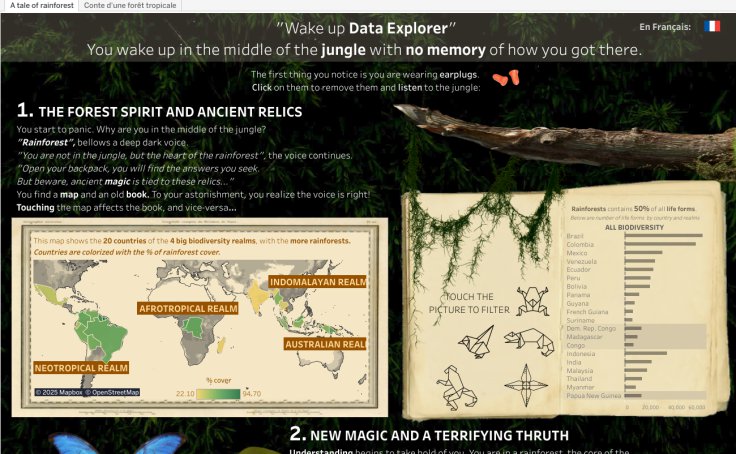 A tale of rainforest
Conte d'une forêt tropicale
"Wake up Data Explorer"
En Français:
You wake up in the middle of the jungle with no memory of how you got there.
The first thing you notice is you are wearing earplugs.
Click on them to remove them and listen to the jungle:
1. THE FOREST SPIRIT AND ANCIENT RELICS
You start to panic. Why are you in the middle of the jungle?
"Rainforest", bellows a deep dark voice.
"You are not in the jungle, but the heart of the rainforest", the voice continues.
"Open your backpack, you will find the answers you seek.
But beware, ancient magic is tied to these relics..."
You find a map and an old book. To your astonishment, you realize the voice is right!
Touching the map affects the book, and vice-versa...
This map shows the 20 countries of the 4 big biodiversity realms, with the more rainforests.
Countries are colorized with the % of rainforest cover.
INDOMALAYAN REALM
AFROTROPICAL REALM
AUSTRALIAN REAL
NEOTROPICAL REALM
% cover
22.10
94.70
© 2025 Mapbox © OpenStreetMap
TOUCH THE
PICTURE TO FILTER
Rainforests contains 50% of all life forms.
Below are number of life forms by country and realms
ALL BIODIVERSITY
Brazil
Colombia
Mexico
Venezuela
Ecuador
Peru
Bolivia
Panama
Guyana
French Guiana
Suriname
Dem. Rep. Congo
Madagascar
Congo
Indonesia
India
Malaysia
Thailand
Myanmar
Papua New Guinea
0 20,000 40,000 60,000
2. NEW MAGIC AND A TERRIFYING THRUTH
Understanding begins to take hold of you. You are in a rainforest, the core of the